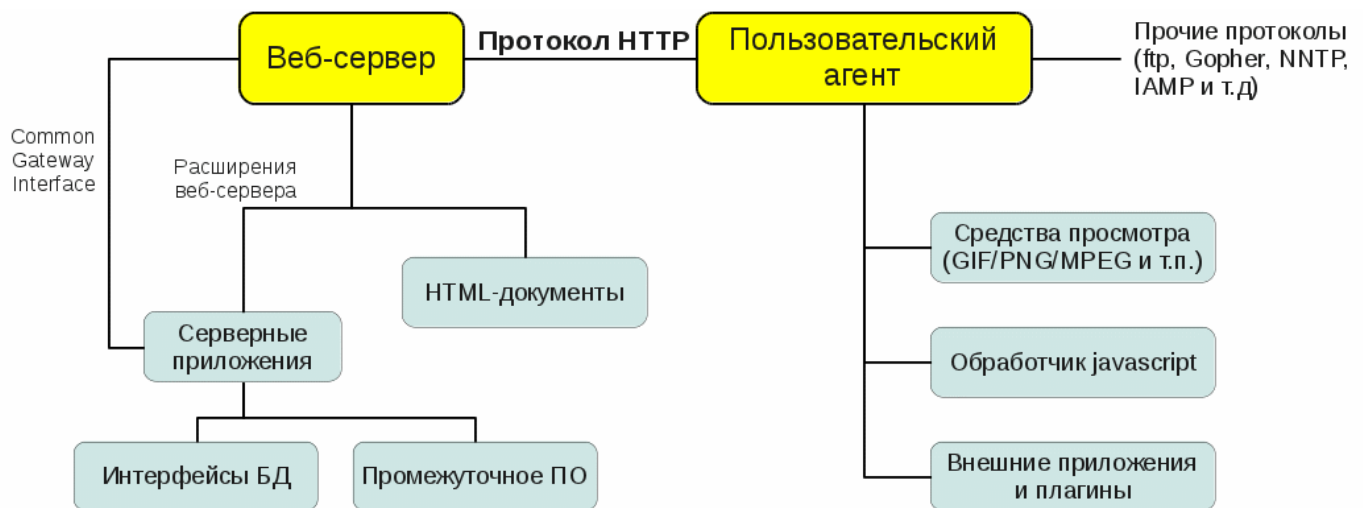 Веб-сервер
Протокол HTTP
Пользовательский
агент
Прочие протоколы
(ftp, Gopher, NNTP,
IAMP и т.д)
Common
Gateway
Interface
Расширения
веб-сервера
Средства просмотра
(GIF/PNG/MPEG и т.п.)
HTML-документы
Серверные
приложения
Обработчик javascript
Интерфейсы БД
Промежуточное ПО
Внешние приложения
и плагины